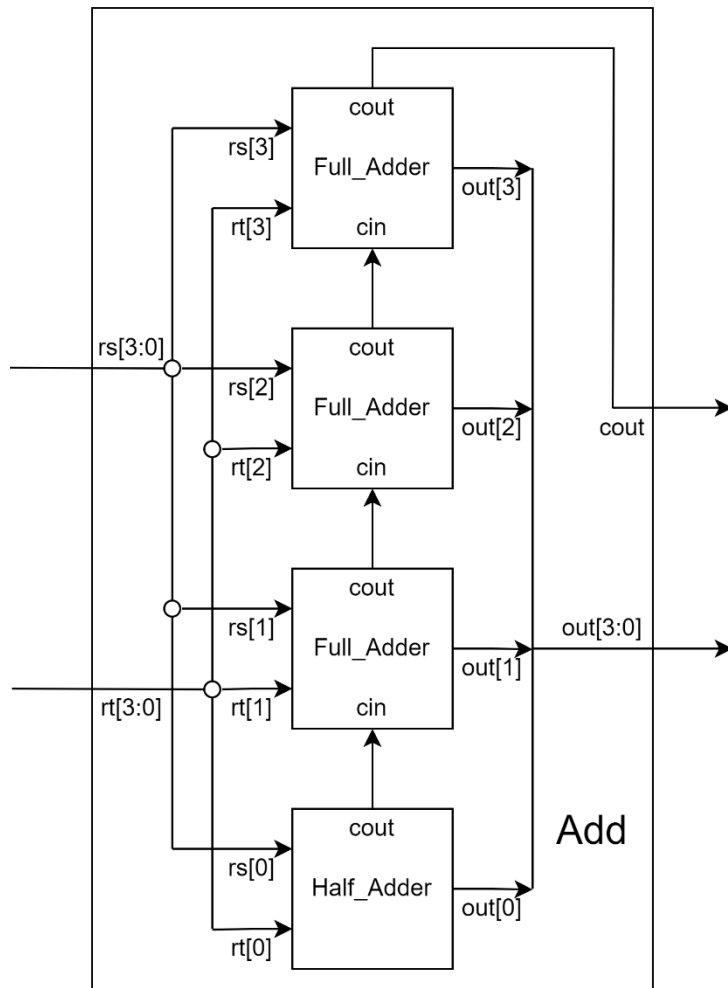 cout
rs[3]
Full_Adder
out[3]
rt[3]
cin
rs[3:0]
cout
rs[2]
Full_Adder
out[2]
cout
rt[2]
cin
cout
rs[1]
out[3:0]
Full_Adder
out[1]
rt[3:0]
rt[1]
cin
cout
Add
rs[0]
Half_Adder
out[0]
rt[0]